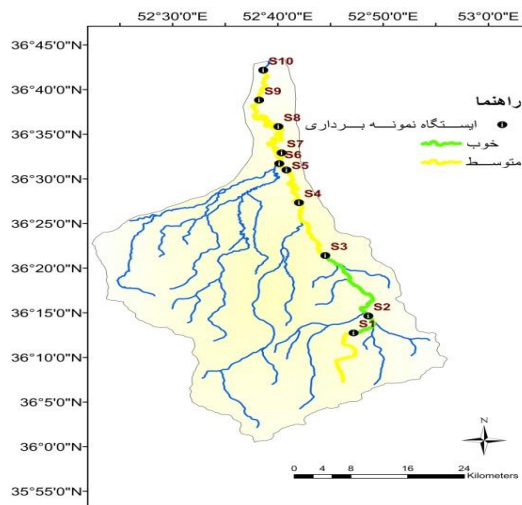 52°30'0"E 52°40'0"E 52°50'0"E 53°0'0"E
36°45'0"N
36°40'0"N
36°35'0"N
36°30'0"N
36°25'0"N
36°20'0"N
36°15'0"N
36°10'0"N
36°5'0"N
36°0'0"N
35°55'0"N
S10
S9
S8
S7
S6
S5
S4
S3
S2
S1
راهنما
ایستگاه نمونه برداری
خوب
متوسط
N
0 4 8 16 24
Kilometers